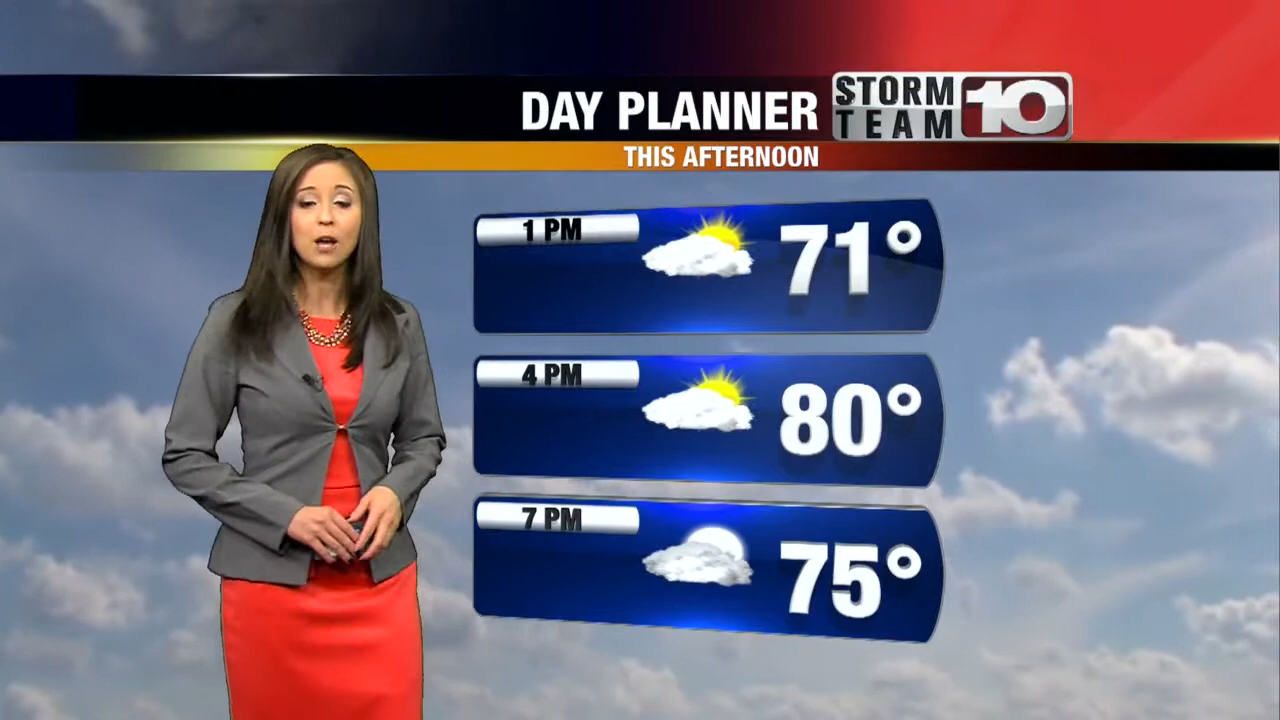 DAY PLANNER
STORM TEAM 10
THIS AFTERNOON
1 PM 71°
4 PM 80°
7 PM 75°